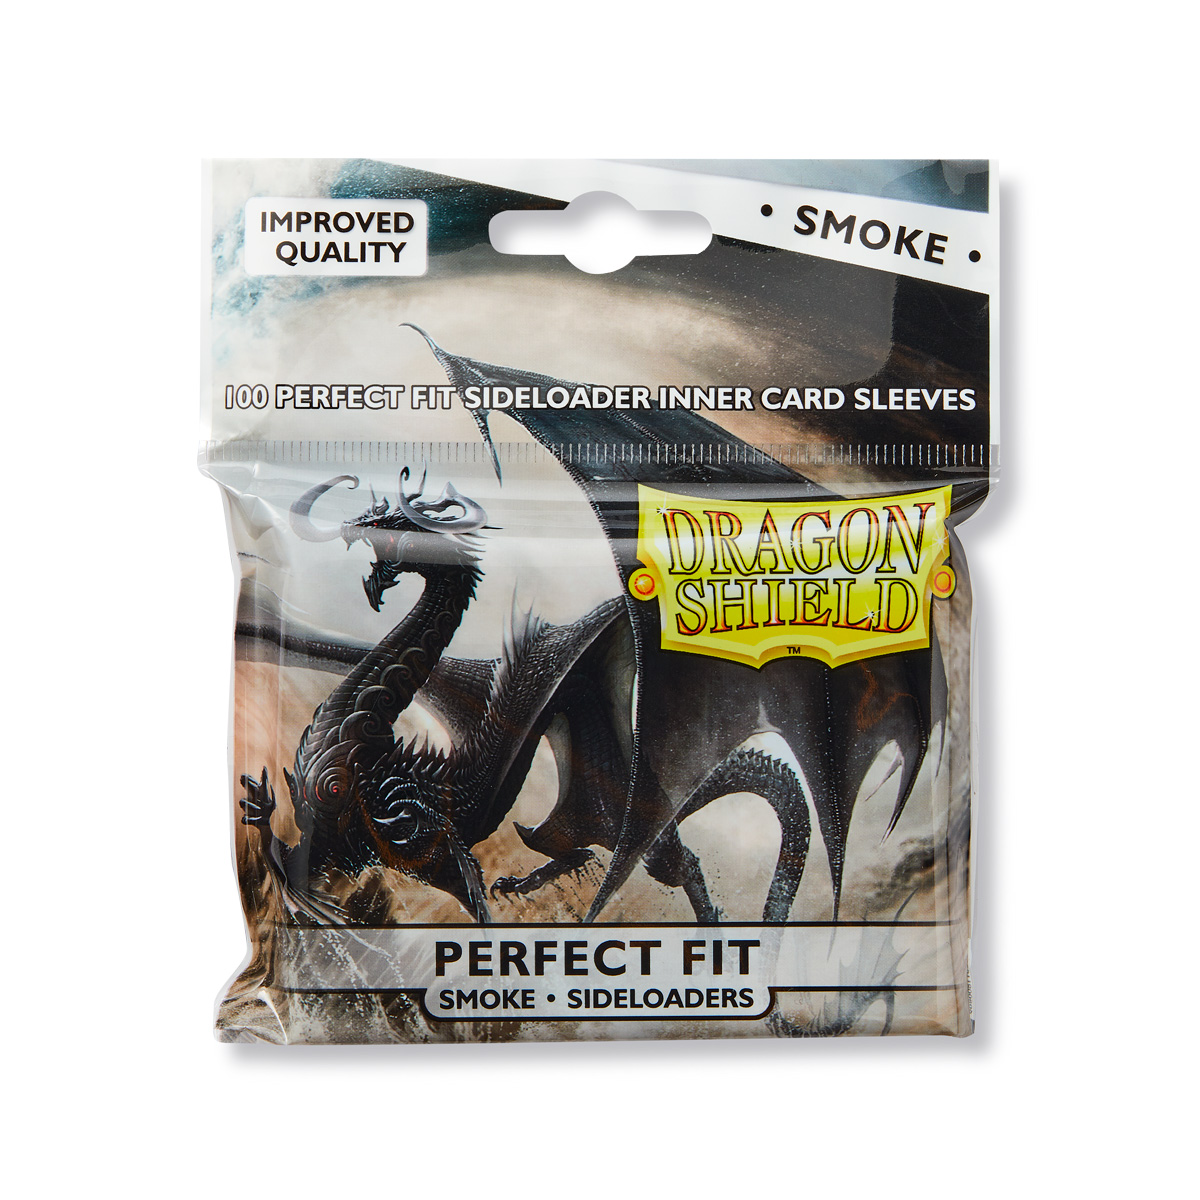 IMPROVED
QUALITY
• SMOKE •
100 PERFECT FIT SIDELOADER INNER CARD SLEEVES
DRAGON
SHIELD
™
PERFECT FIT
SMOKE • SIDELOADERS